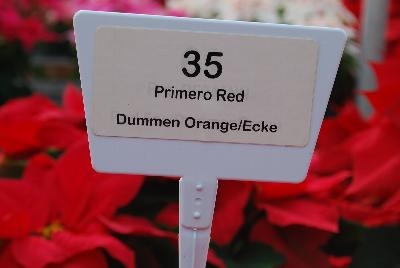 35
Primero Red
Dummen Orange/Ecke